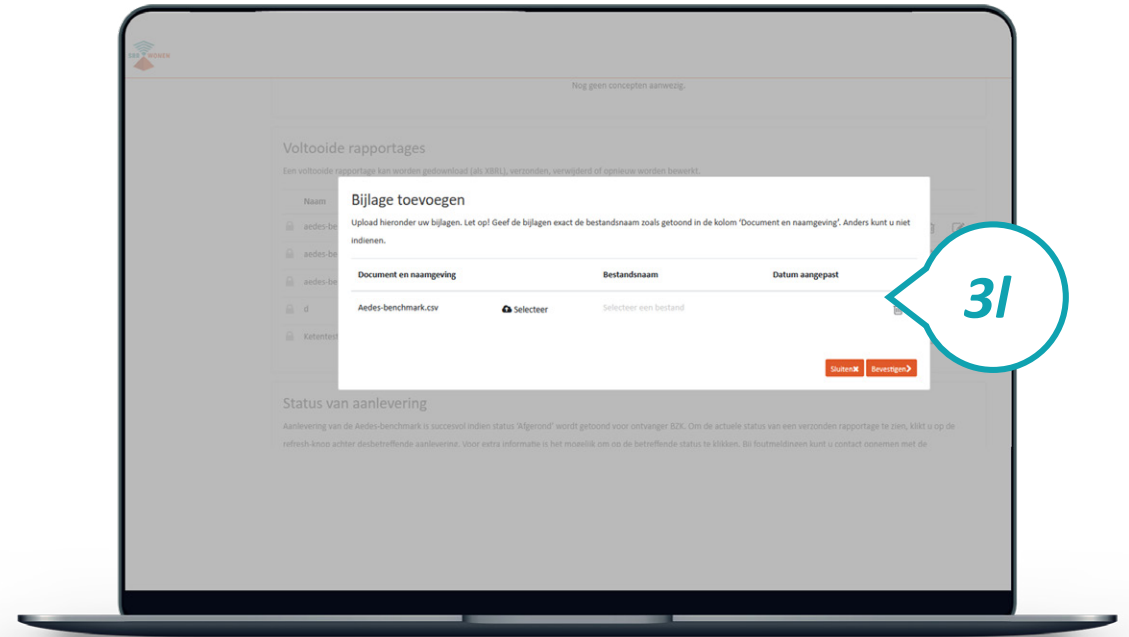 SBR WONEN
Nog geen concepten aanwezig.
Voltooide rapportages
Een voltooide rapportage kan worden gedownload (als XBRL), verzonden, verwijderd of opnieuw worden bewerkt.
Naam
Bijlage toevoegen
Upload hieronder uw bijlagen. Let op! Geef de bijlagen exact de bestandsnaam zoals getoond in de kolom 'Document en naamgeving'. Anders kunt u niet
indienen.
aedes-be
aedes-be
Document en naamgeving Bestandsnaam Datum aangepast
aedes-be
3l
d
Aedes-benchmark.csv Selecteer Selecteer een bestand
Ketentest
Sluiten Bevestigen
Status van aanlevering
Aanlevering van de Aedes-benchmark is succesvol indien status 'Afgerond' wordt getoond voor ontvanger BZK. Om de actuele status van een verzonden rapportage te zien, klikt u op de
refresh-knop achter desbetreffende aanlevering. Voor extra informatie is het mogelijk om op de betreffende status te klikken. Bij foutmeldingen kunt u contact opnemen met de